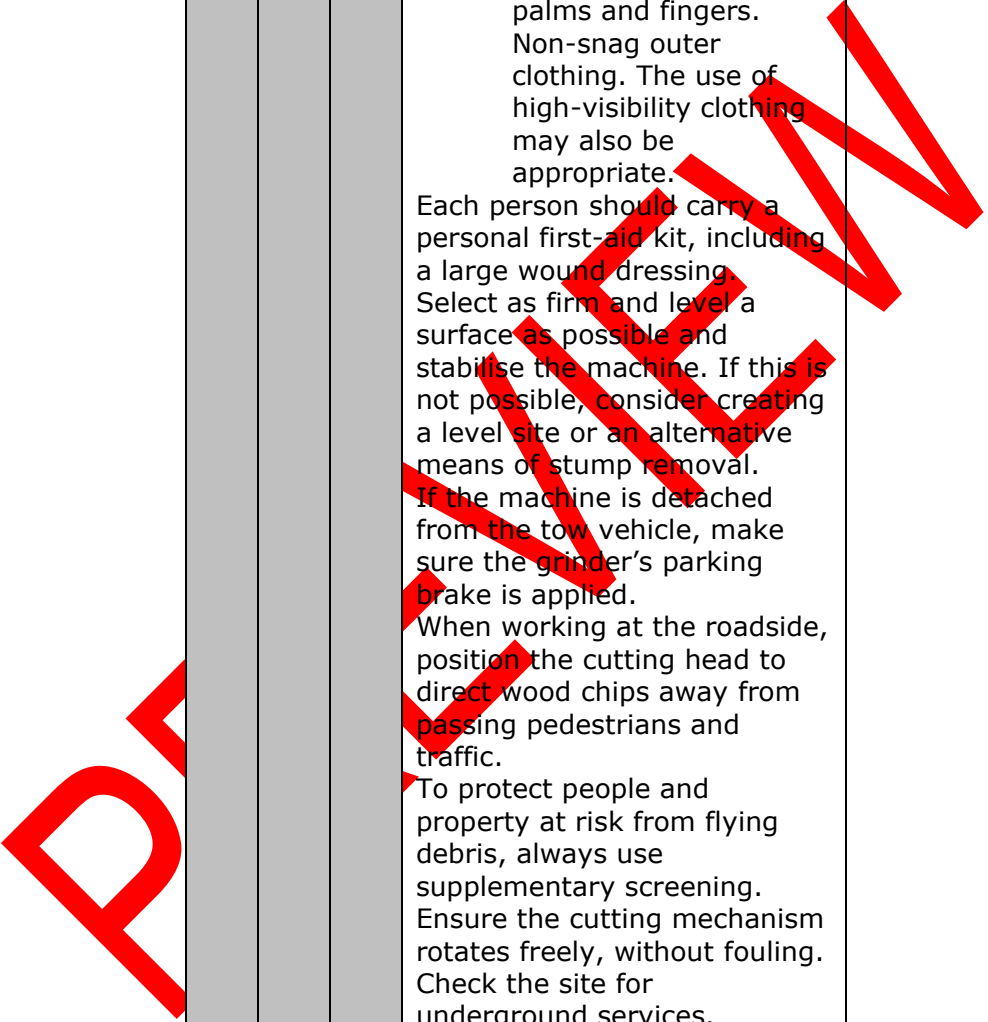 palms and fingers.
Non-snag outer
clothing. The use of
high-visibility clothing
may also be
appropriate.
Each person should carry a
personal first-aid kit, including
a large wound dressing.
Select as firm and level a
surface as possible and
stabilise the machine. If this is
not possible, consider creating
a level site or an alternative
means of stump removal.
If the machine is detached
from the tow vehicle, make
sure the grinder’s parking
brake is applied.
When working at the roadside,
position the cutting head to
direct wood chips away from
passing pedestrians and
traffic.
To protect people and
property at risk from flying
debris, always use
supplementary screening.
Ensure the cutting mechanism
rotates freely, without fouling.
Check the site for
underground services.
PREVIEW